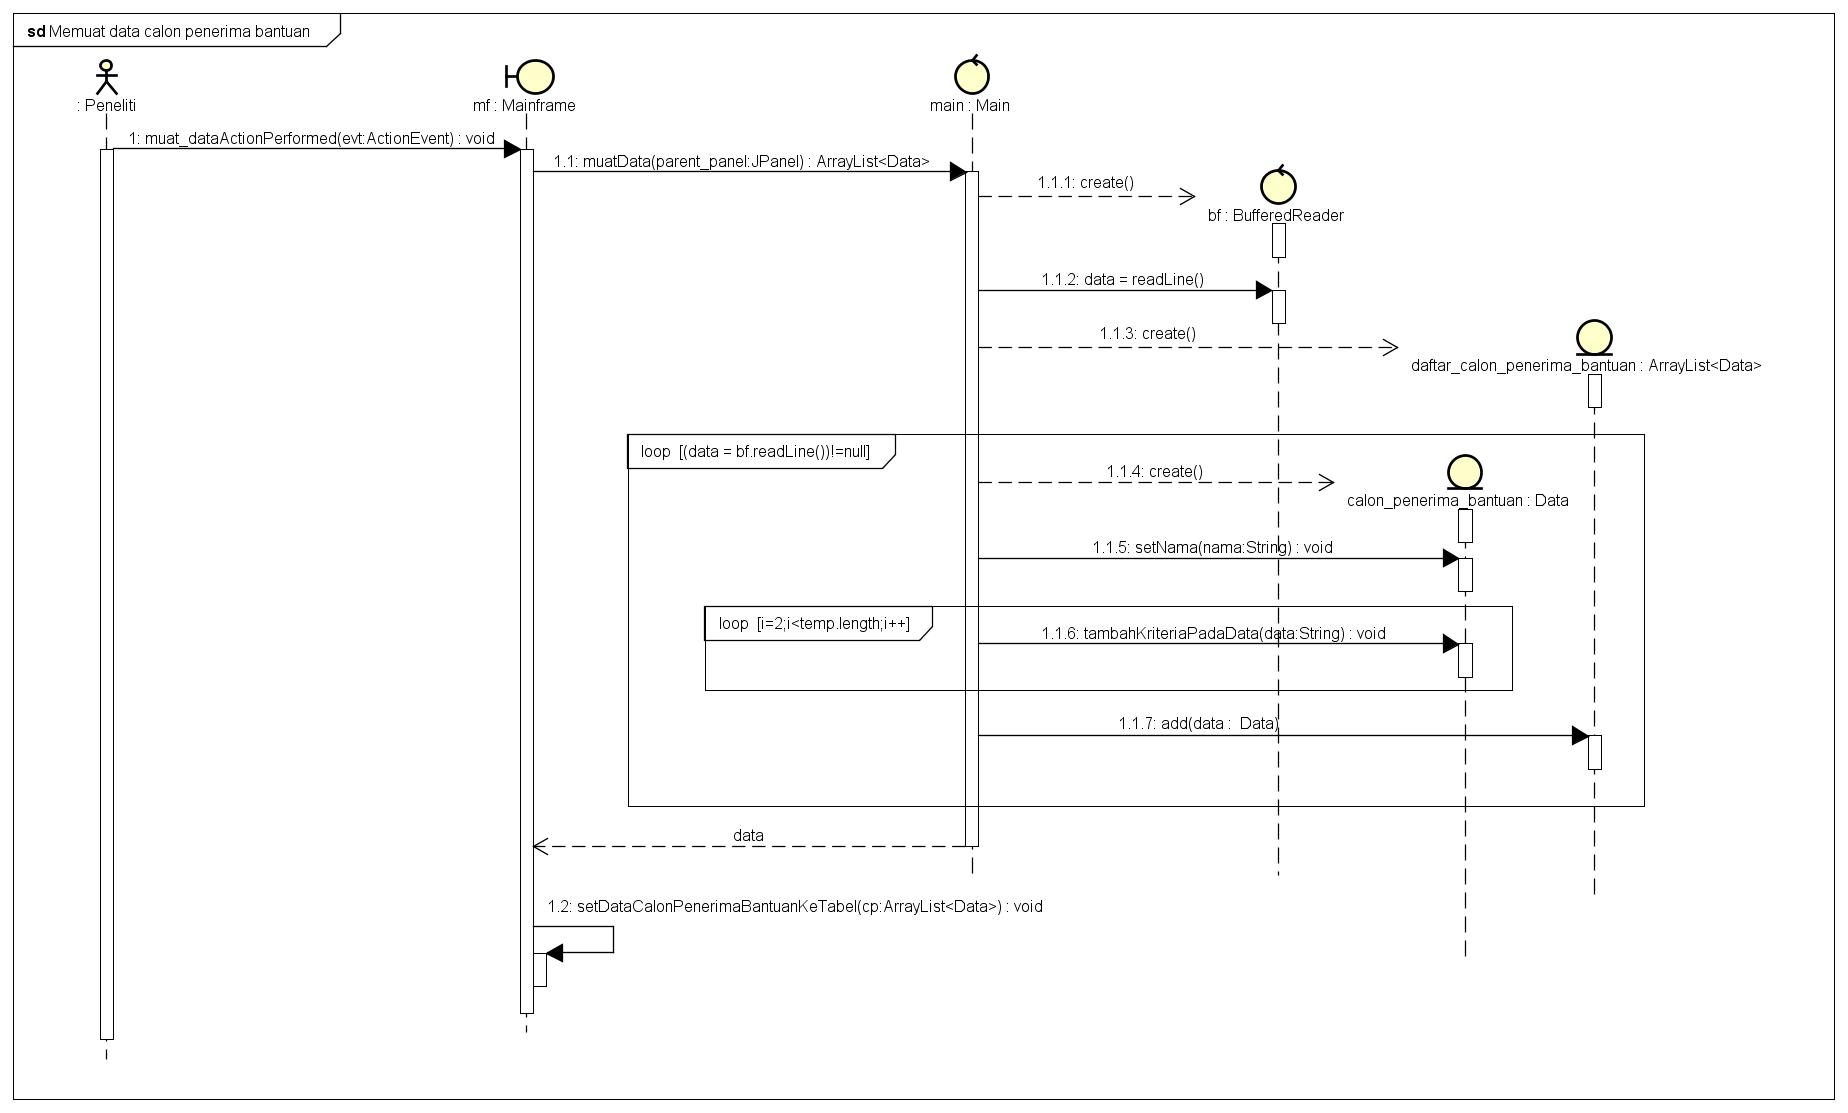 sd Memuat data calon penerima bantuan
: Peneliti
mf : Mainframe
main : Main
1: muat_dataActionPerformed(evt:ActionEvent) : void
1.1: muatData(parent_panel:JPanel) : ArrayList<Data>
1.1.1: create()
bf : BufferedReader
1.1.2: data = readLine()
1.1.3: create()
daftar_calon_penerima_bantuan : ArrayList<Data>
loop [(data = bf.readLine())!=null]
1.1.4: create()
calon_penerima_bantuan : Data
1.1.5: setNama(nama:String) : void
loop [i=2;i<temp.length;i++]
1.1.6: tambahKriteriaPadaData(data:String) : void
1.1.7: add(data : Data)
data
1.2: setDataCalonPenerimaBantuanKeTabel(cp:ArrayList<Data>) : void